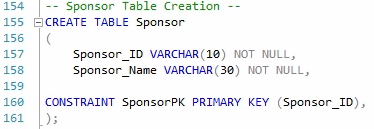 154 -- Sponsor Table Creation --
155 CREATE TABLE Sponsor
156 (
157 Sponsor_ID VARCHAR(10) NOT NULL,
158 Sponsor_Name VARCHAR(30) NOT NULL,
159
160 CONSTRAINT SponsorPK PRIMARY KEY (Sponsor_ID),
161 );